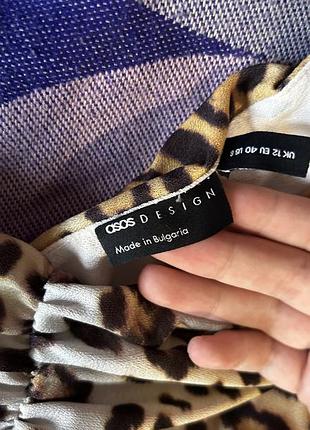 asos DESIGN
Made in Bulgaria
UK 12 EU 40 US 8